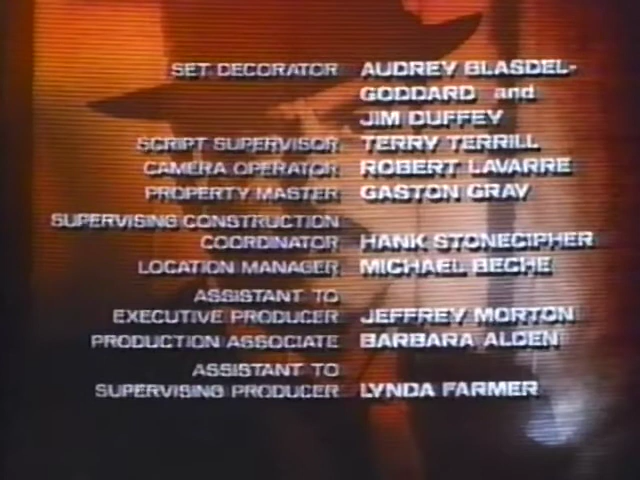 SET DECORATOR AUDREY BLASDEL-
GODDARD and
JIM DUFFEY
SCRIPT SUPERVISOR TERRY TERRILL
CAMERA OPERATOR ROBERT LAVARRE
PROPERTY MASTER GASTON GRAY
SUPERVISING CONSTRUCTION
COORDINATOR HANK STONECIPHER
LOCATION MANAGER MICHAEL BECHE
ASSISTANT TO
EXECUTIVE PRODUCER JEFFREY MORTON
PRODUCTION ASSOCIATE BARBARA ALDEN
ASSISTANT TO
SUPERVISING PRODUCER LYNDA FARMER